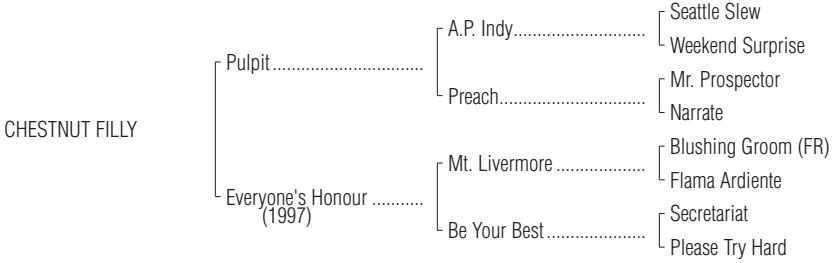 Seattle Slew
A.P. Indy..............................
Weekend Surprise
Pulpit..................................
Mr. Prospector
Preach.................................
Narrate
CHESTNUT FILLY
Blushing Groom (FR)
Mt. Livermore ....................
Flama Ardiente
Everyone's Honour ...........
(1997)
Secretariat
Be Your Best......................
Please Try Hard